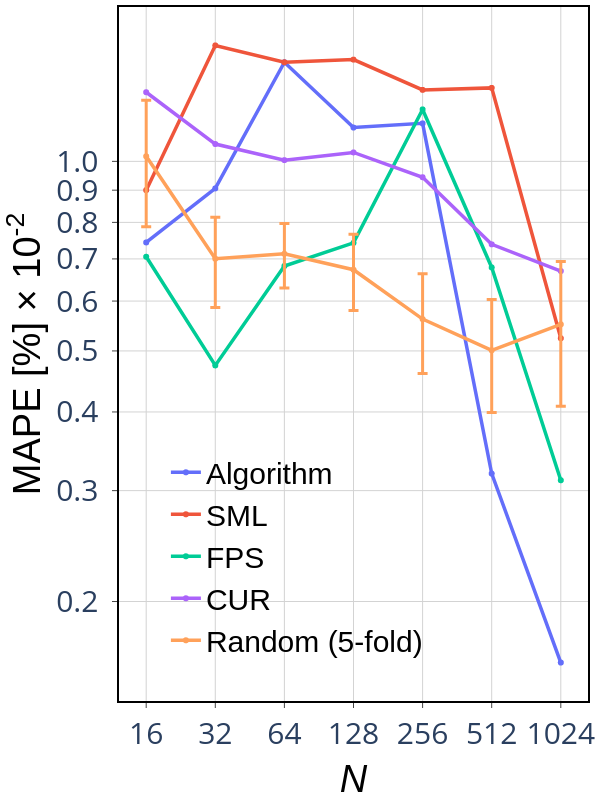 MAPE [%] × 10⁻²
1.0
0.9
0.8
0.7
0.6
0.5
0.4
0.3
0.2
Algorithm
SML
FPS
CUR
Random (5-fold)
16 32 64 128 256 512 1024
N